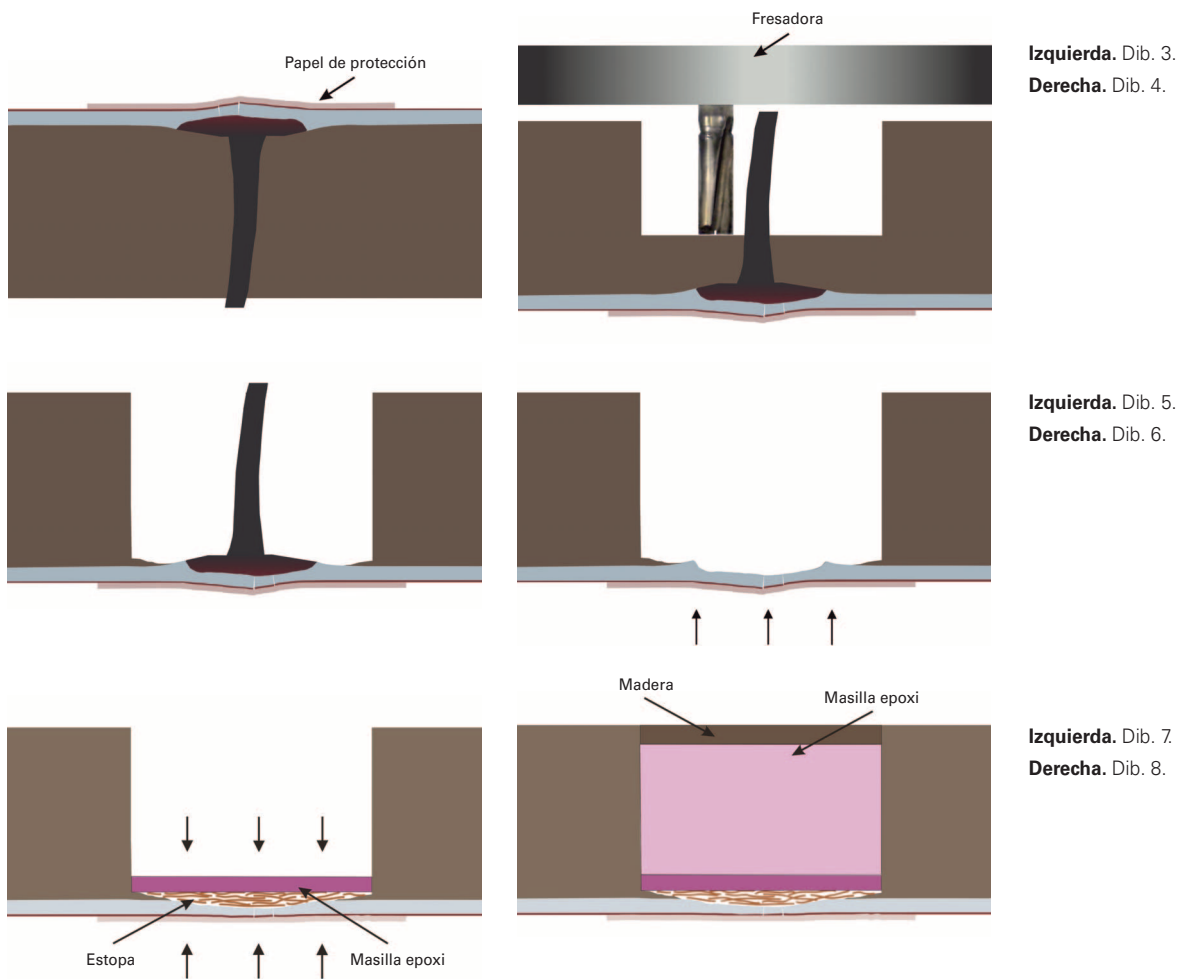 Papel de protección
Fresadora
Izquierda. Dib. 3.
Derecha. Dib. 4.
Izquierda. Dib. 5.
Derecha. Dib. 6.
Madera
Masilla epoxi
Estopa
Masilla epoxi
Izquierda. Dib. 7.
Derecha. Dib. 8.